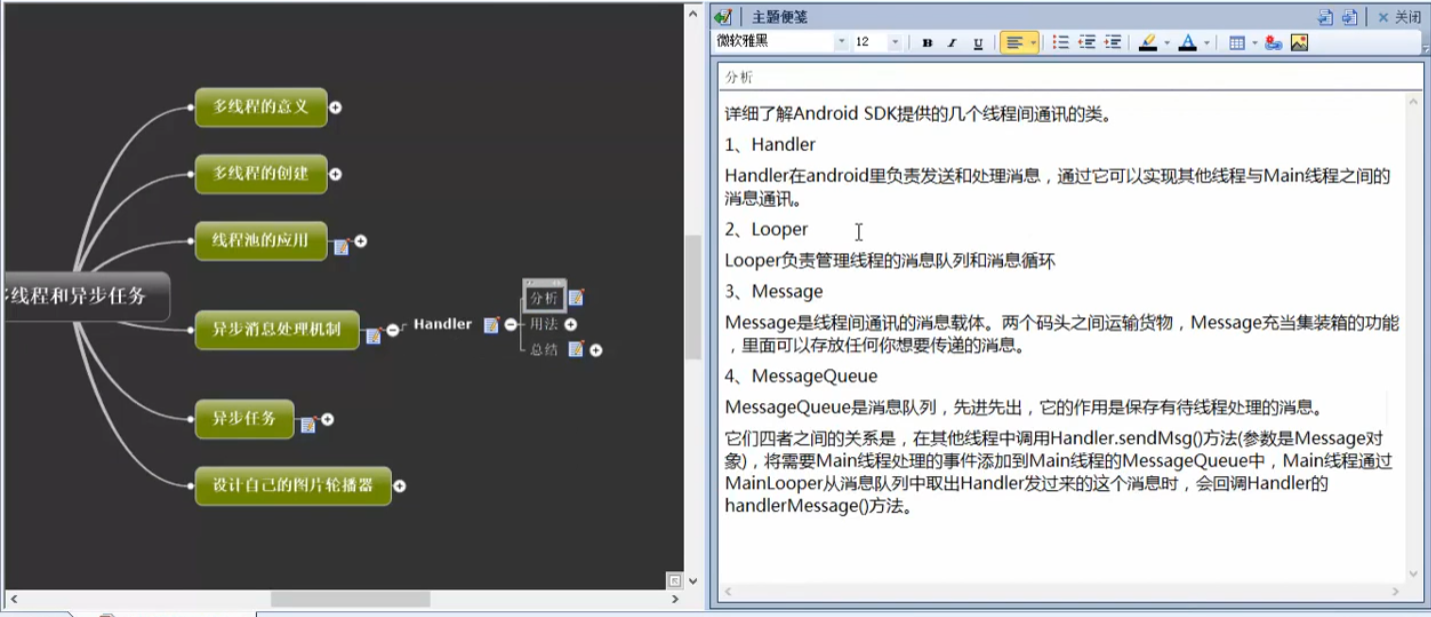 多线程的意义
多线程的创建
线程池的应用
线程和异步任务
异步消息处理机制
Handler
分析
用法
总结
异步任务
设计自己的图片轮播器
主题便笺
关闭
微软雅黑
12
B I U
A
分析
详细了解Android SDK提供的几个线程间通讯的类。
1、Handler
Handler在android里负责发送和处理消息，通过它可以实现其他线程与Main线程之间的
消息通讯。
2、Looper
Looper负责管理线程的消息队列和消息循环
3、Message
Message是线程间通讯的消息载体。两个码头之间运输货物，Message充当集装箱的功能
，里面可以存放任何你想要传递的消息。
4、MessageQueue
MessageQueue是消息队列，先进先出，它的作用是保存有待线程处理的消息。
它们四者之间的关系是，在其他线程中调用Handler.sendMsg()方法(参数是Message对
象)，将需要Main线程处理的事件添加到Main线程的MessageQueue中，Main线程通过
MainLooper从消息队列中取出Handler发过来的这个消息时，会回调Handler的
handlerMessage()方法。